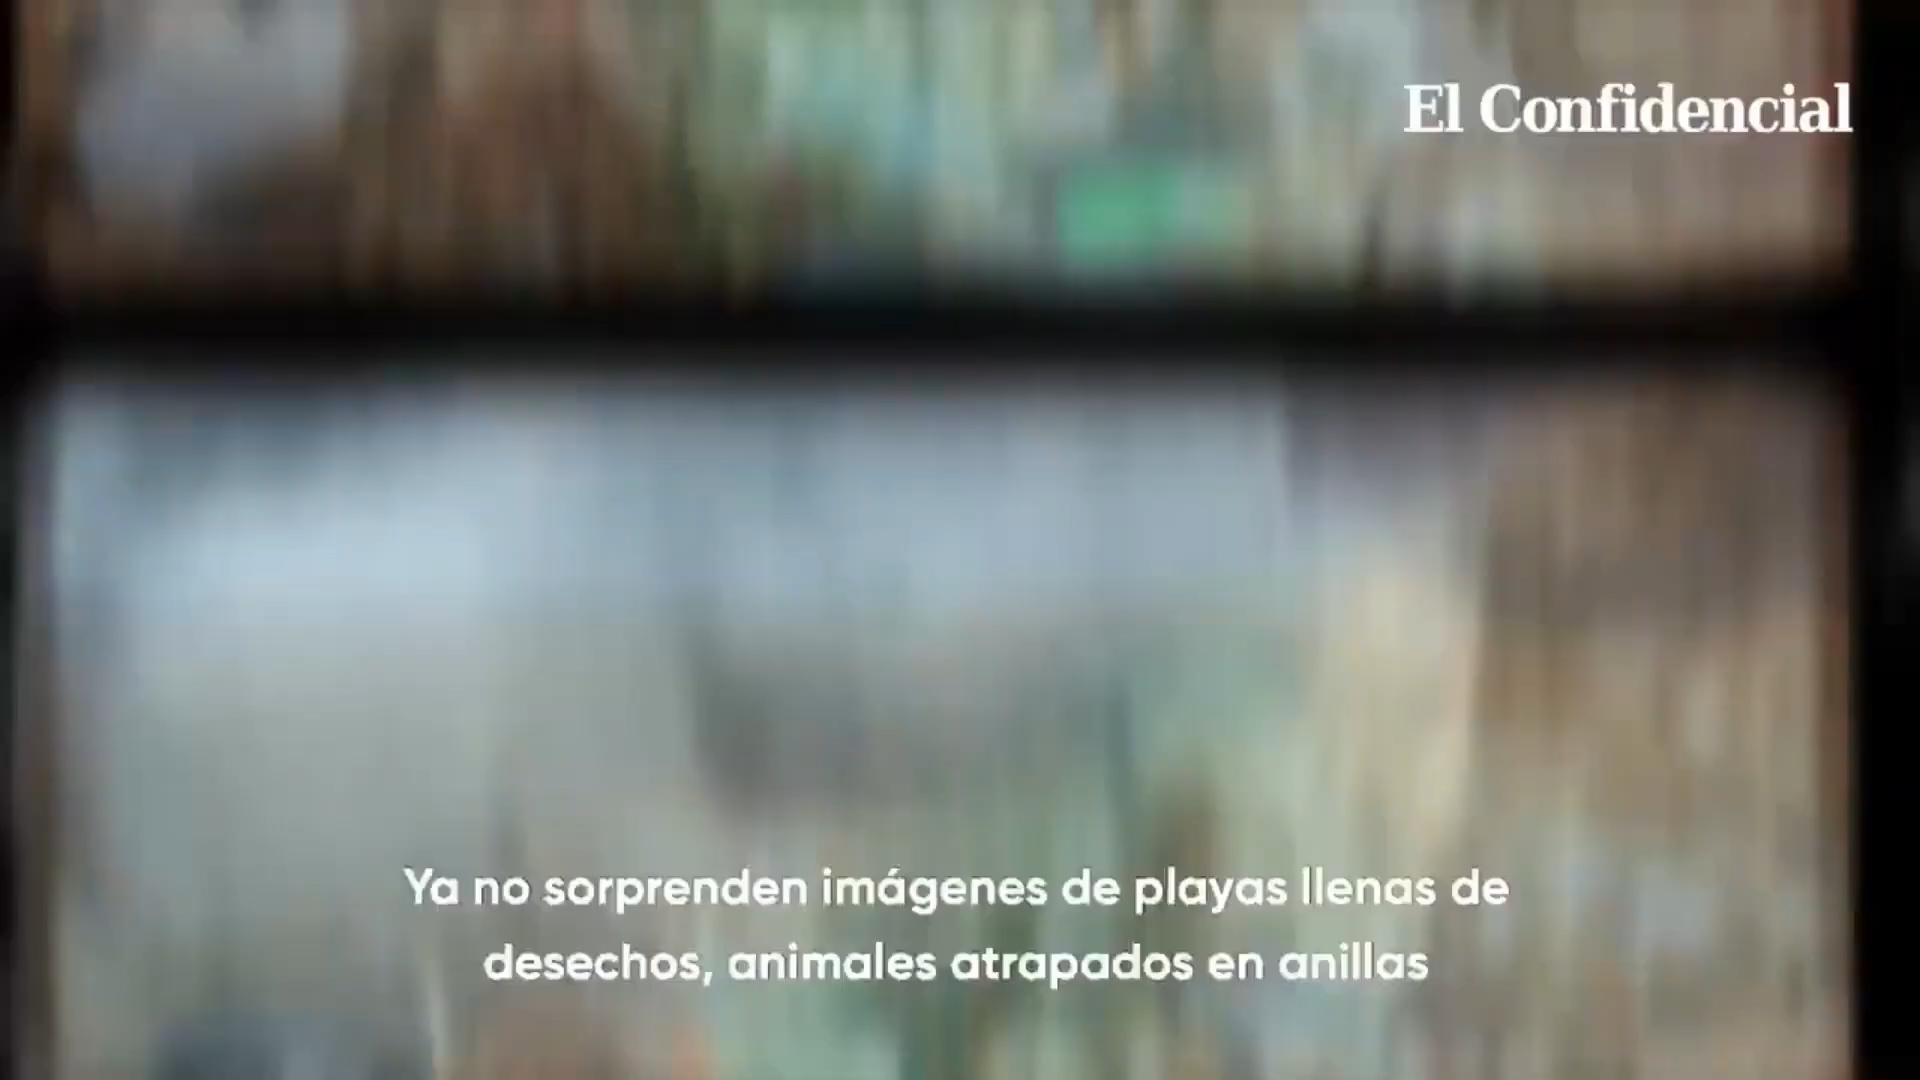 El Confidencial
Ya no sorprenden imágenes de playas llenas de
desechos, animales atrapados en anillas